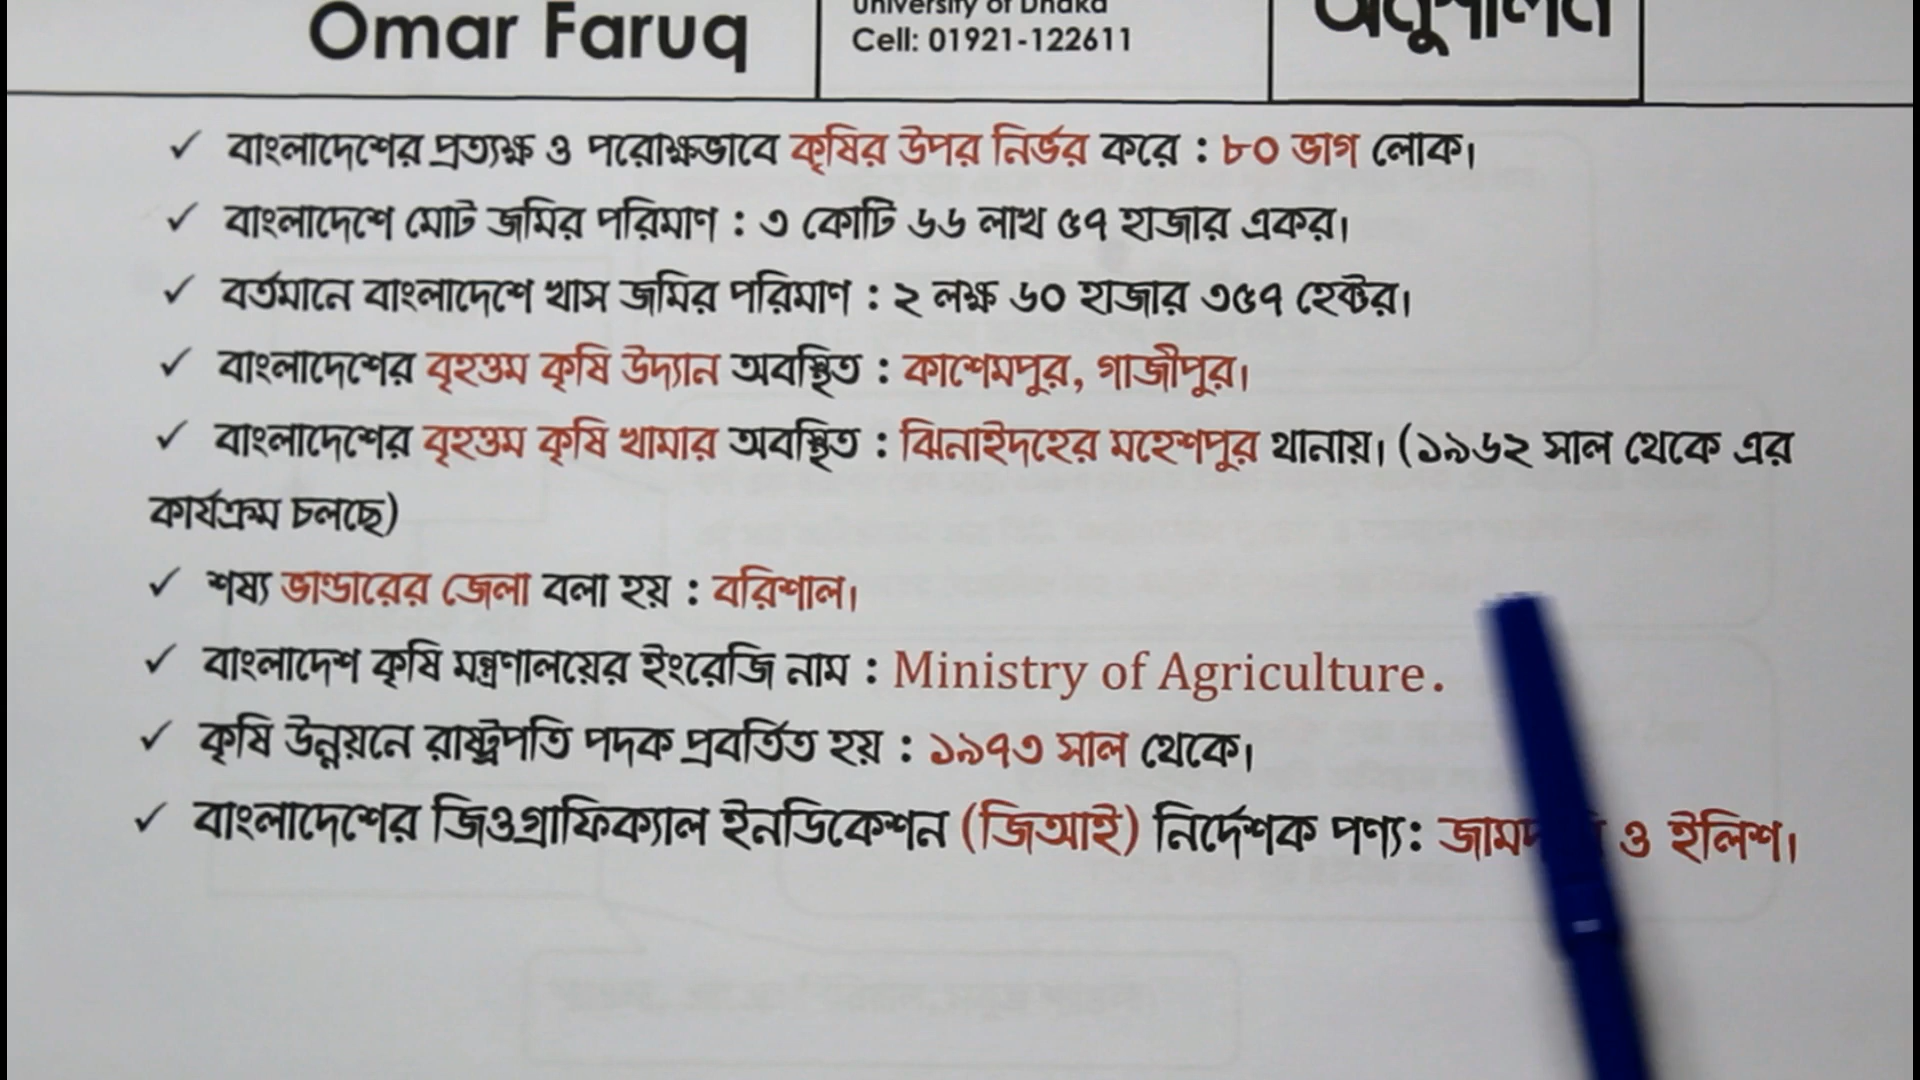 Omar Faruq
University of Dhaka
Cell: 01921-122611
অনুশীলন
✓ বাংলাদেশের প্রত্যক্ষ ও পরোক্ষভাবে কৃষির উপর নির্ভর করে : ৮০ ভাগ লোক।
✓ বাংলাদেশে মোট জমির পরিমাণ : ৩ কোটি ৬৬ লাখ ৫৭ হাজার একর।
✓ বর্তমানে বাংলাদেশে খাস জমির পরিমাণ : ২ লক্ষ ৬০ হাজার ৩৫৭ হেক্টর।
✓ বাংলাদেশের বৃহত্তম কৃষি উদ্যান অবস্থিত : কাশেমপুর, গাজীপুর।
✓ বাংলাদেশের বৃহত্তম কৃষি খামার অবস্থিত : ঝিনাইদহের মহেশপুর থানায়। (১৯৬২ সাল থেকে এর
কার্যক্রম চলছে)
✓ শষ্য ভান্ডারের জেলা বলা হয় : বরিশাল।
✓ বাংলাদেশ কৃষি মন্ত্রণালয়ের ইংরেজি নাম : Ministry of Agriculture.
✓ কৃষি উন্নয়নে রাষ্ট্রপতি পদক প্রবর্তিত হয় : ১৯৭৩ সাল থেকে।
✓ বাংলাদেশের জিওগ্রাফিক্যাল ইনডিকেশন (জিআই) নির্দেশক পণ্য: ও ইলিশ।